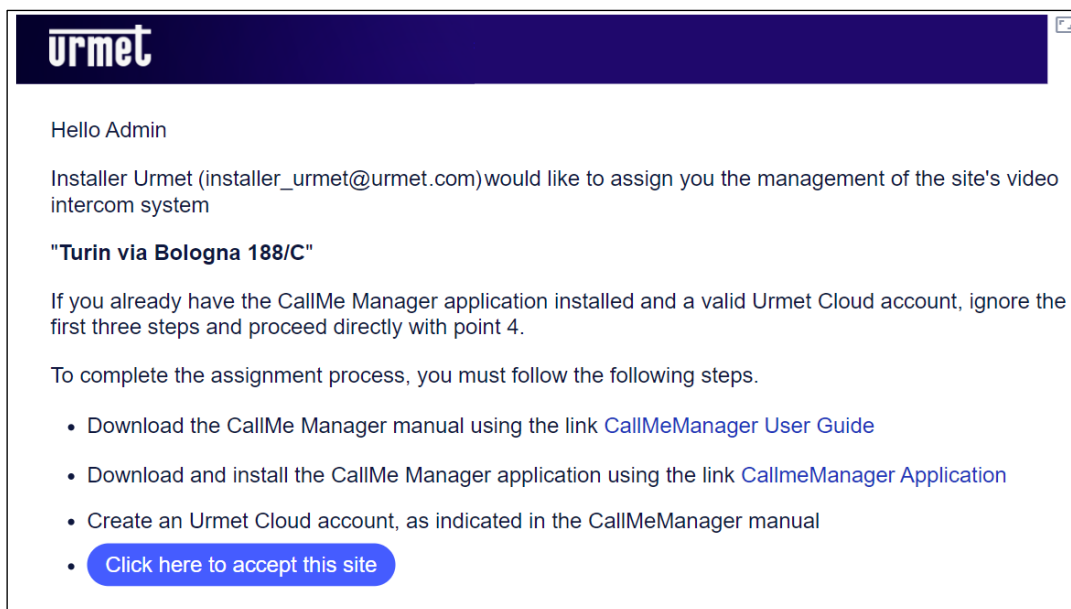 urmet
Hello Admin
Installer Urmet (installer_urmet@urmet.com)would like to assign you the management of the site's video
intercom system
"Turin via Bologna 188/C"
If you already have the CallMe Manager application installed and a valid Urmet Cloud account, ignore the
first three steps and proceed directly with point 4.
To complete the assignment process, you must follow the following steps.
• Download the CallMe Manager manual using the link CallMeManager User Guide
• Download and install the CallMe Manager application using the link CallmeManager Application
• Create an Urmet Cloud account, as indicated in the CallMeManager manual
• Click here to accept this site